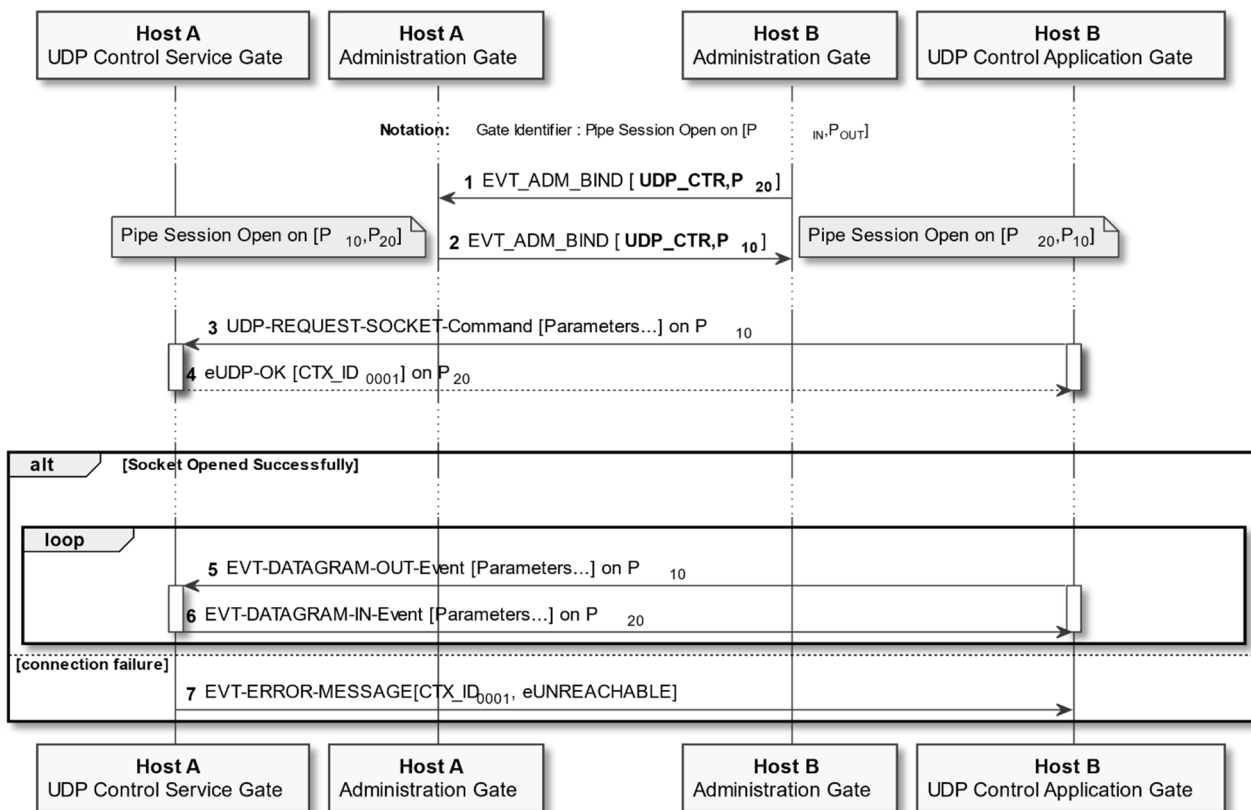 Host A
UDP Control Service Gate
Host A
Administration Gate
Host B
Administration Gate
Host B
UDP Control Application Gate
Notation: Gate Identifier : Pipe Session Open on [P IN,POUT]
1 EVT_ADM_BIND [ UDP_CTR,P 20]
Pipe Session Open on [P 10,P20]
2 EVT_ADM_BIND [ UDP_CTR,P 10]
Pipe Session Open on [P 20,P10]
3 UDP-REQUEST-SOCKET-Command [Parameters...] on P 10
4 eUDP-OK [CTX_ID 0001] on P20
alt [Socket Opened Successfully]
loop
5 EVT-DATAGRAM-OUT-Event [Parameters...] on P 10
6 EVT-DATAGRAM-IN-Event [Parameters...] on P 20
[connection failure]
7 EVT-ERROR-MESSAGE[CTX_ID0001, eUNREACHABLE]
Host A
UDP Control Service Gate
Host A
Administration Gate
Host B
Administration Gate
Host B
UDP Control Application Gate